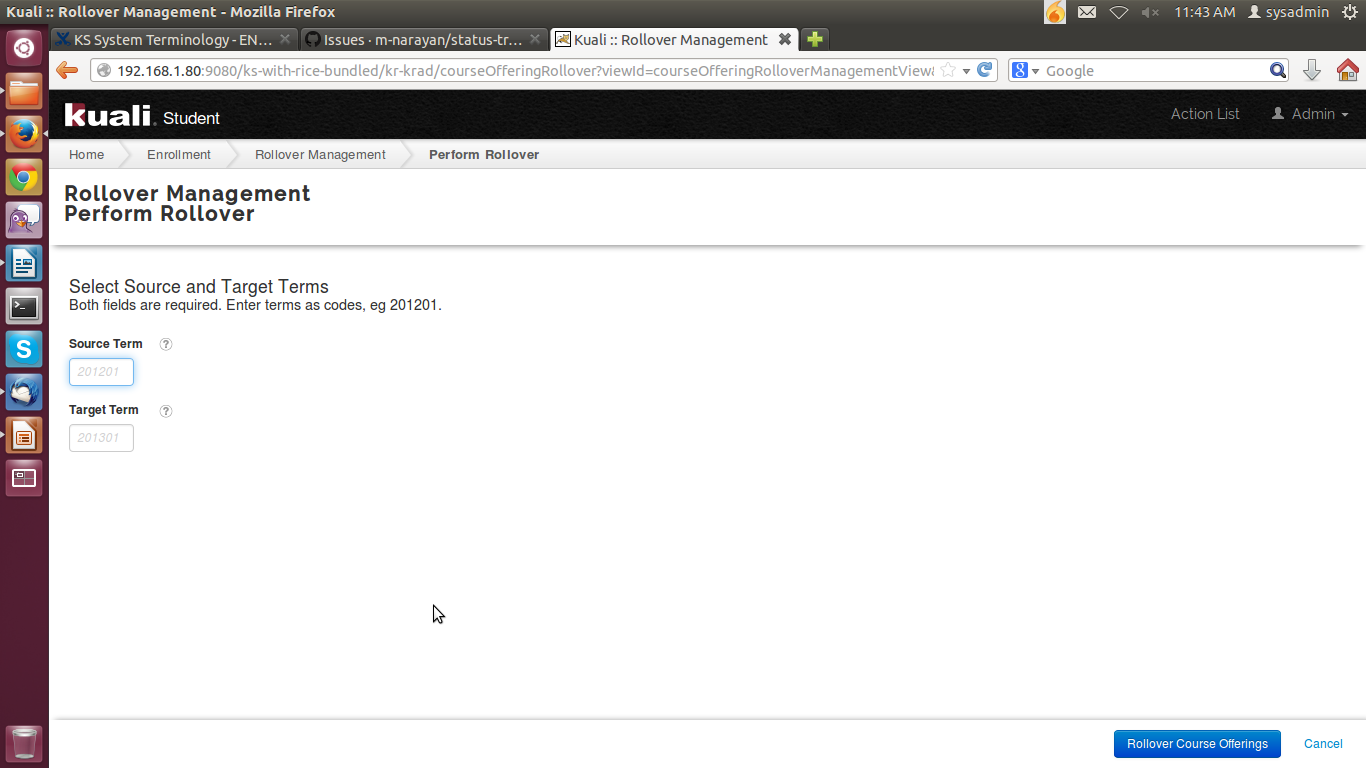 Kuali :: Rollover Management - Mozilla Firefox
11:43 AM sysadmin
KS System Terminology - EN...
Issues · m-narayan/status-tr...
Kuali :: Rollover Management
192.168.1.80:9080/ks-with-rice-bundled/kr-krad/courseOfferingRollover?viewId=courseOfferingRolloverManagementView&
8 Google
kuali. Student
Action List
Admin
Home
Enrollment
Rollover Management
Perform Rollover
Rollover Management
Perform Rollover
Select Source and Target Terms
Both fields are required. Enter terms as codes, eg 201201.
Source Term ?
201201
Target Term ?
201301
S
Rollover Course Offerings
Cancel